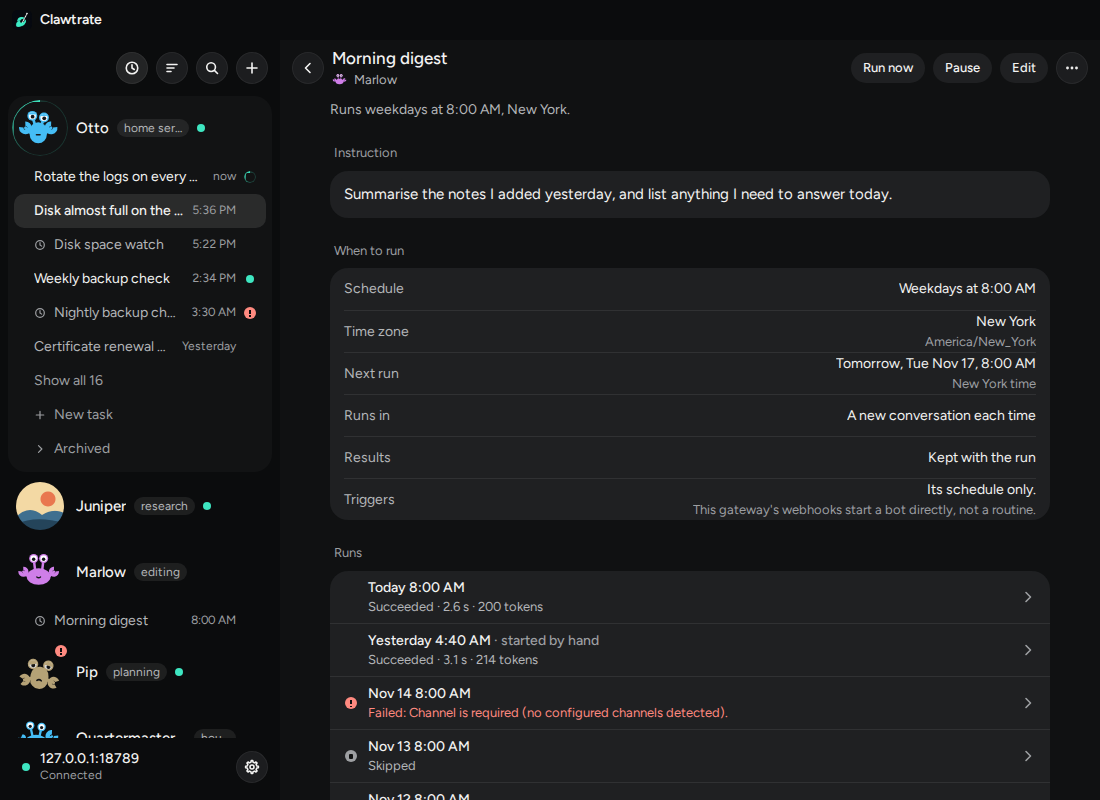 Clawtrate
Otto
home ser...
Rotate the logs on every ...
now
Disk almost full on the ...
5:36 PM
Disk space watch
5:22 PM
Weekly backup check
2:34 PM
Nightly backup ch...
3:30 AM
Certificate renewal ...
Yesterday
Show all 16
New task
Archived
Juniper
research
Marlow
editing
Morning digest
8:00 AM
Pip
planning
Quartermaster
127.0.0.1:18789
Connected
Morning digest
Marlow
Run now
Pause
Edit
Runs weekdays at 8:00 AM, New York.
Instruction
Summarise the notes I added yesterday, and list anything I need to answer today.
When to run
Schedule
Weekdays at 8:00 AM
Time zone
New York
America/New_York
Next run
Tomorrow, Tue Nov 17, 8:00 AM
New York time
Runs in
A new conversation each time
Results
Kept with the run
Triggers
Its schedule only.
This gateway's webhooks start a bot directly, not a routine.
Runs
Today 8:00 AM
Succeeded · 2.6 s · 200 tokens
Yesterday 4:40 AM · started by hand
Succeeded · 3.1 s · 214 tokens
Nov 14 8:00 AM
Failed: Channel is required (no configured channels detected).
Nov 13 8:00 AM
Skipped
Nov 12 8:00 AM